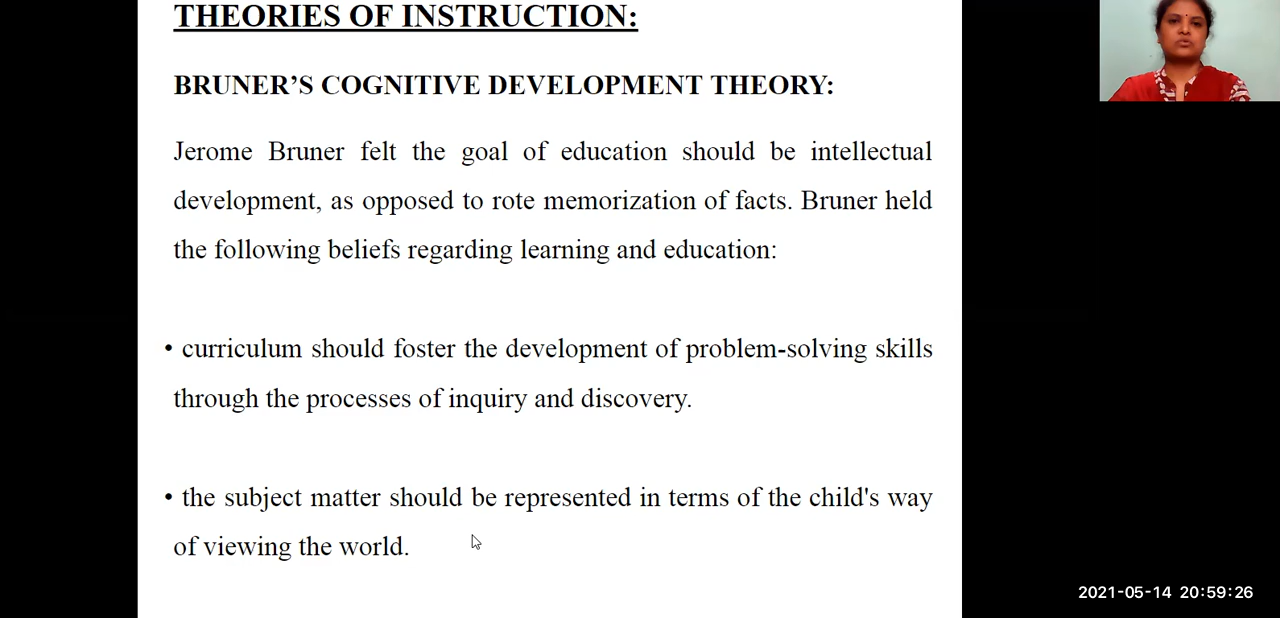 THEORIES OF INSTRUCTION:
BRUNER’S COGNITIVE DEVELOPMENT THEORY:
Jerome Bruner felt the goal of education should be intellectual
development, as opposed to rote memorization of facts. Bruner held
the following beliefs regarding learning and education:
• curriculum should foster the development of problem-solving skills
through the processes of inquiry and discovery.
• the subject matter should be represented in terms of the child's way
of viewing the world.
2021-05-14 20:59:26